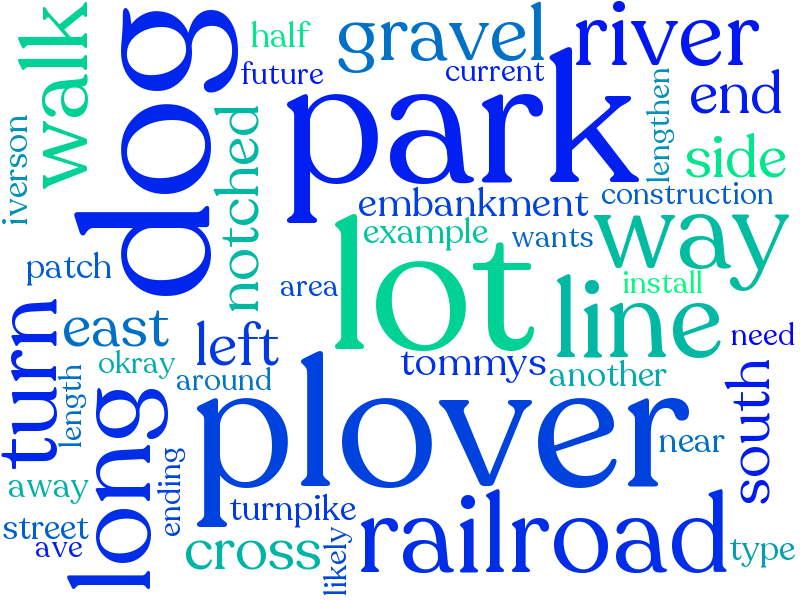 walk
dog
half
gravel
river
future
current
park
lengthen
end
iverson
notched
side
embankment
construction
patch
example
wants
way
area
lot
install
turn
east
left
line
need
okray
around
tommys
another
length
long
plover
near
south
away
ending
turnpike
street
ave
cross
likely
railroad
type